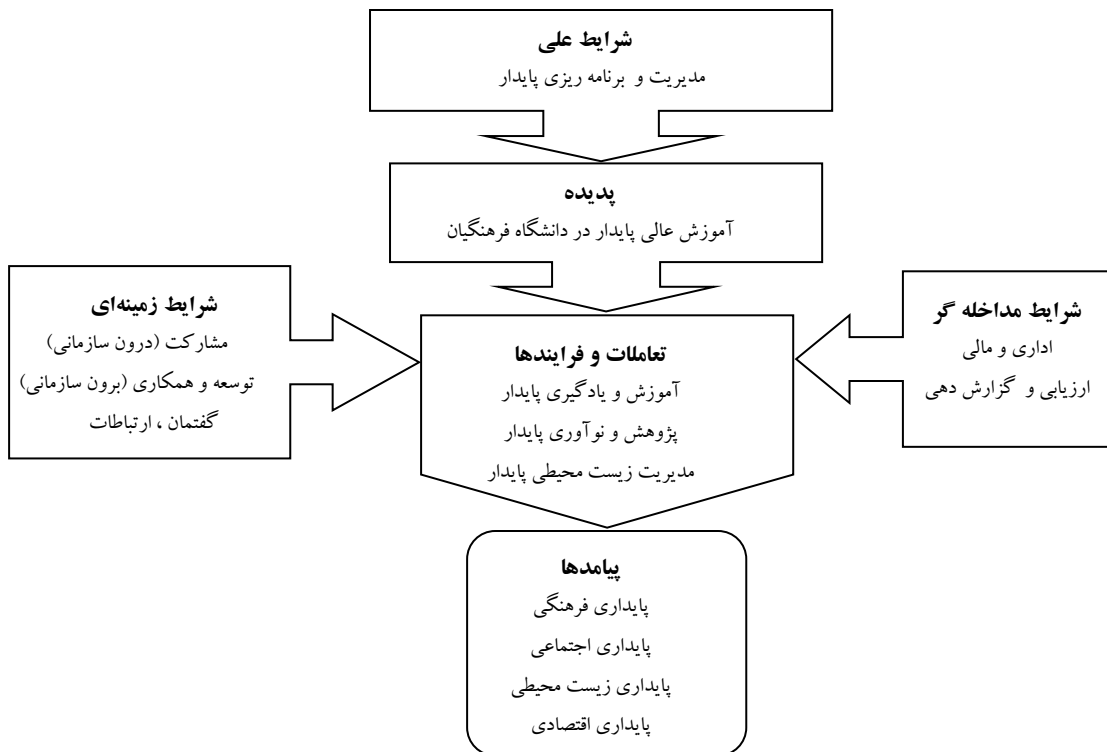 شرایط علی
مدیریت و برنامه ریزی پایدار
پدیده
آموزش عالی پایدار در دانشگاه فرهنگیان
شرایط مداخله گر
اداری و مالی
ارزیابی و گزارش دهی
تعاملات و فرایندها
آموزش و یادگیری پایدار
پژوهش و نوآوری پایدار
مدیریت زیست محیطی پایدار
شرایط زمینه‌ای
مشارکت (درون سازمانی)
توسعه و همکاری (برون سازمانی)
گفتمان ، ارتباطات
پیامدها
پایداری فرهنگی
پایداری اجتماعی
پایداری زیست محیطی
پایداری اقتصادی